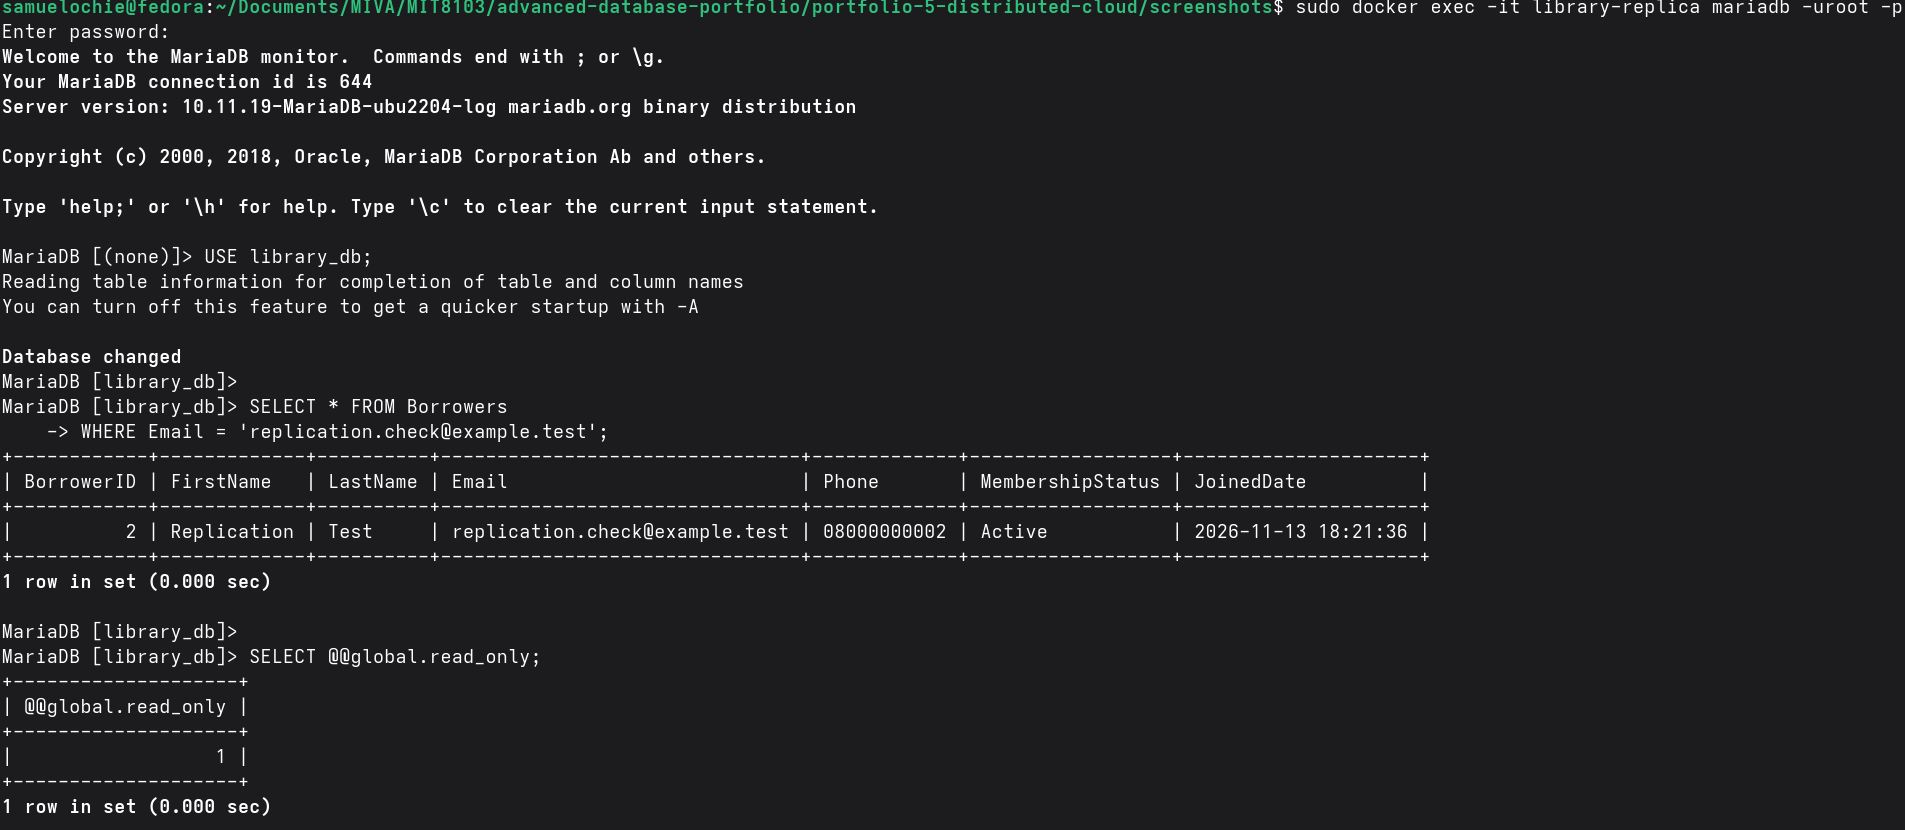 samuelochie@fedora:~/Documents/MIVA/MIT8103/advanced-database-portfolio/portfolio-5-distributed-cloud/screenshots$ sudo docker exec -it library-replica mariadb -uroot -p
Enter password:
Welcome to the MariaDB monitor.  Commands end with ; or \g.
Your MariaDB connection id is 644
Server version: 10.11.19-MariaDB-ubu2204-log mariadb.org binary distribution

Copyright (c) 2000, 2018, Oracle, MariaDB Corporation Ab and others.

Type 'help;' or '\h' for help. Type '\c' to clear the current input statement.

MariaDB [(none)]> USE library_db;
Reading table information for completion of table and column names
You can turn off this feature to get a quicker startup with -A

Database changed
MariaDB [library_db]>
MariaDB [library_db]> SELECT * FROM Borrowers
    -> WHERE Email = 'replication.check@example.test';
+------------+-------------+----------+--------------------------------+-------------+------------------+---------------------+
| BorrowerID | FirstName   | LastName | Email                          | Phone       | MembershipStatus | JoinedDate          |
+------------+-------------+----------+--------------------------------+-------------+------------------+---------------------+
|          2 | Replication | Test     | replication.check@example.test | 08000000002 | Active           | 2026-11-13 18:21:36 |
+------------+-------------+----------+--------------------------------+-------------+------------------+---------------------+
1 row in set (0.000 sec)

MariaDB [library_db]>
MariaDB [library_db]> SELECT @@global.read_only;
+--------------------+
| @@global.read_only |
+--------------------+
|                  1 |
+--------------------+
1 row in set (0.000 sec)